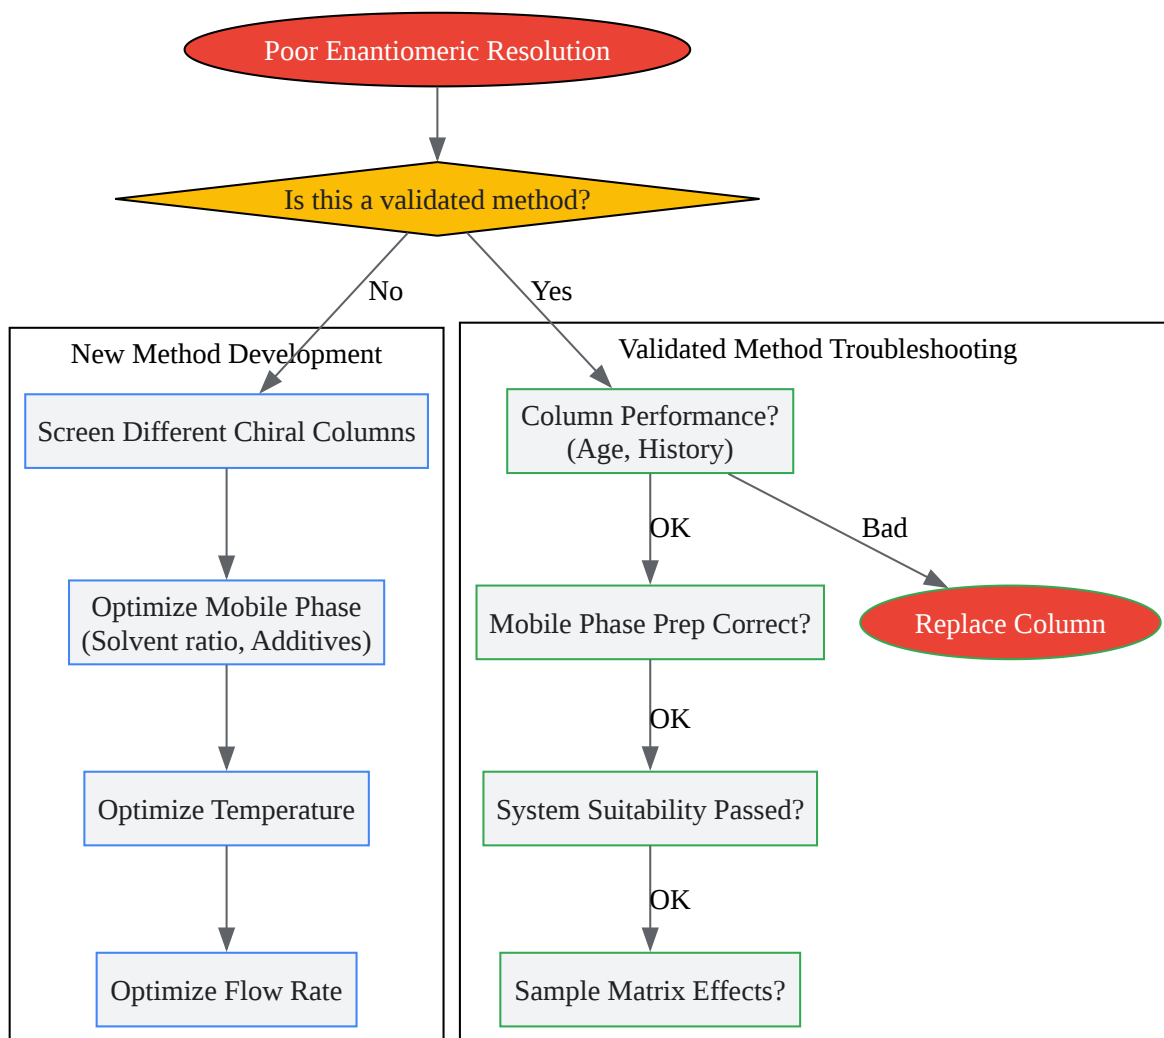 Poor Enantiomeric Resolution
Is this a validated method?
No
Yes
New Method Development
Validated Method Troubleshooting
Screen Different Chiral Columns
Column Performance?
(Age, History)
OK
Bad
Optimize Mobile Phase
(Solvent ratio, Additives)
Mobile Phase Prep Correct?
Replace Column
OK
Optimize Temperature
System Suitability Passed?
OK
Optimize Flow Rate
Sample Matrix Effects?